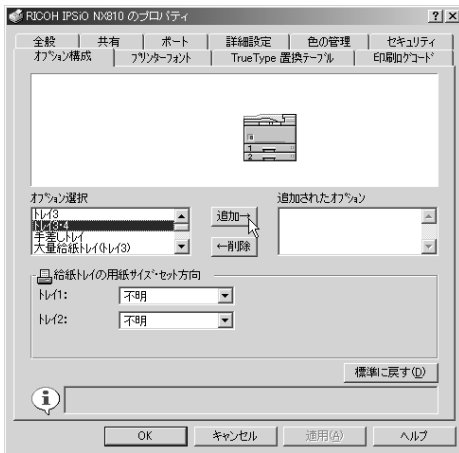 RICOH IPSiO NX810 のプロパティ
全般 共有 ポート 詳細設定 色の管理 セキュリティ
オプション構成 プリンターフォント TrueType 置換テーブル 印刷ログコード
1
2
オプション選択 追加されたオプション
トレイ3
トレイ3・4
手差しトレイ
大量給紙トレイ(トレイ3)
追加→
←削除
給紙トレイの用紙サイズ・セット方向
トレイ1: 不明
トレイ2: 不明
標準に戻す(D)
OK キャンセル 適用(A) ヘルプ